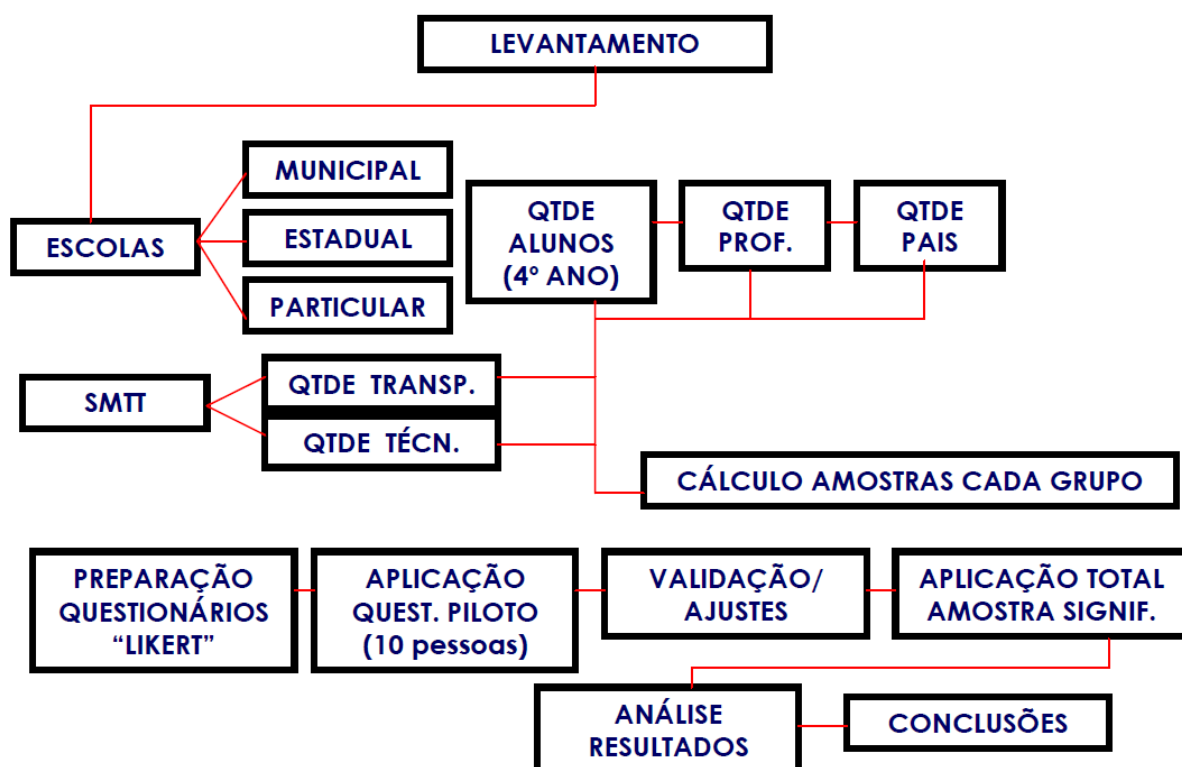 LEVANTAMENTO
ESCOLAS
MUNICIPAL
ESTADUAL
PARTICULAR
QTDE
ALUNOS
(4º ANO)
QTDE
PROF.
QTDE
PAIS
SMTT
QTDE TRANSP.
QTDE TÉCN.
CÁLCULO AMOSTRAS CADA GRUPO
PREPARAÇÃO
QUESTIONÁRIOS
“LIKERT”
APLICAÇÃO
QUEST. PILOTO
(10 pessoas)
VALIDAÇÃO/
AJUSTES
APLICAÇÃO TOTAL
AMOSTRA SIGNIF.
ANÁLISE
RESULTADOS
CONCLUSÕES